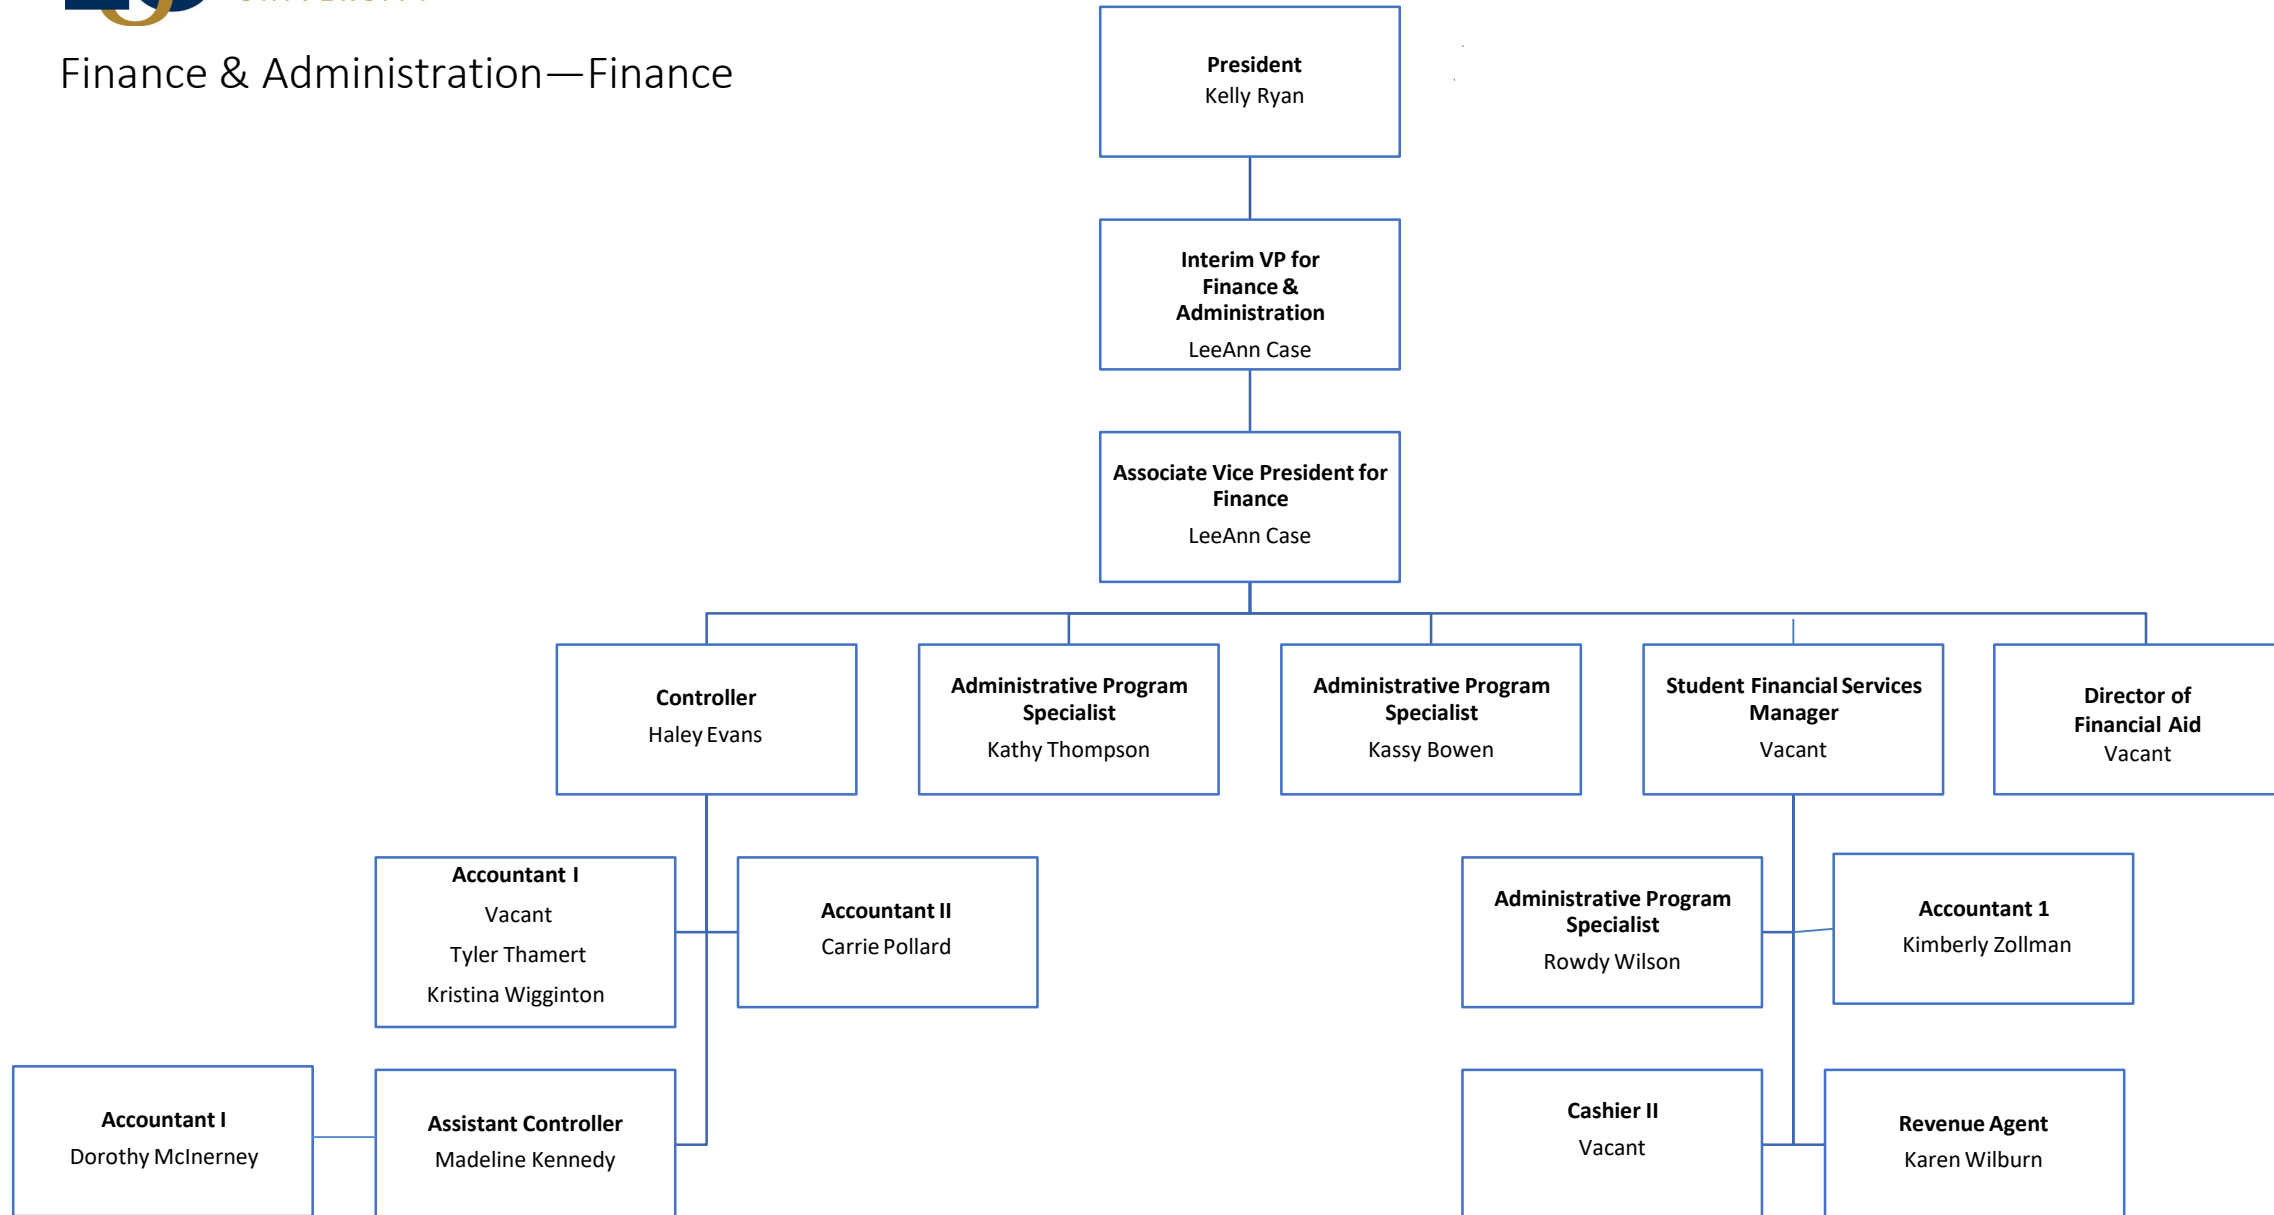 Finance & Administration—Finance
President
Kelly Ryan
Interim VP for
Finance &
Administration
LeeAnn Case
Associate Vice President for
Finance
LeeAnn Case
Controller
Haley Evans
Administrative Program
Specialist
Kathy Thompson
Administrative Program
Specialist
Kassy Bowen
Student Financial Services
Manager
Vacant
Director of
Financial Aid
Vacant
Accountant I
Vacant
Tyler Thamert
Kristina Wigginton
Accountant II
Carrie Pollard
Administrative Program
Specialist
Rowdy Wilson
Accountant 1
Kimberly Zollman
Accountant I
Dorothy McInerney
Assistant Controller
Madeline Kennedy
Cashier II
Vacant
Revenue Agent
Karen Wilburn